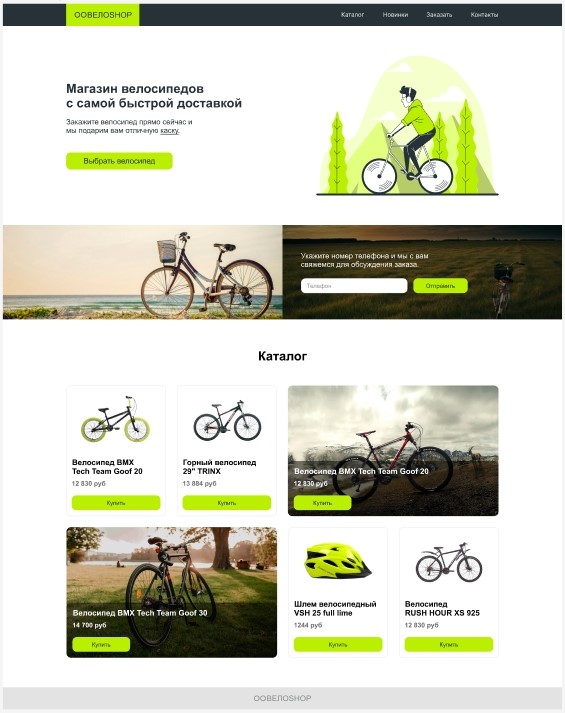 ООВЕЛОSHOP
Каталог Новинки Заказать Контакты
Магазин велосипедов
с самой быстрой доставкой
Закажите велосипед прямо сейчас и
мы подарим вам отличную каску.
Выбрать велосипед
Укажите номер телефона и мы с вам
свяжемся для обсуждения заказа.
Телефон
Отправить
Каталог
Велосипед BMX
Tech Team Goof 20
12 830 руб
Купить
Горный велосипед
29" TRINX
13 884 руб
Купить
Велосипед BMX Tech Team Goof 20
12 830 руб
Купить
Велосипед BMX Tech Team Goof 30
14 700 руб
Купить
Шлем велосипедный
VSH 25 full lime
1244 руб
Купить
Велосипед
RUSH HOUR XS 925
12 830 руб
Купить
ООВЕЛОSHOP